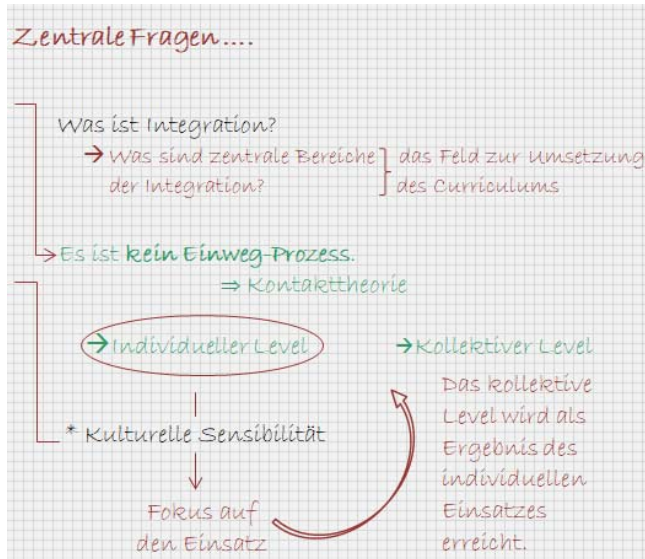 Zentrale Fragen....
Was ist Integration?
→ Was sind zentrale Bereiche
der Integration?
das Feld zur Umsetzung
des Curriculums
Es ist kein Einweg-Prozess.
⇒ Kontakttheorie
→Individueller Level
→Kollektiver Level
* Kulturelle Sensibilität
Fokus auf
den Einsatz
Das kollektive
Level wird als
Ergebnis des
individuellen
Einsatzes
erreicht.